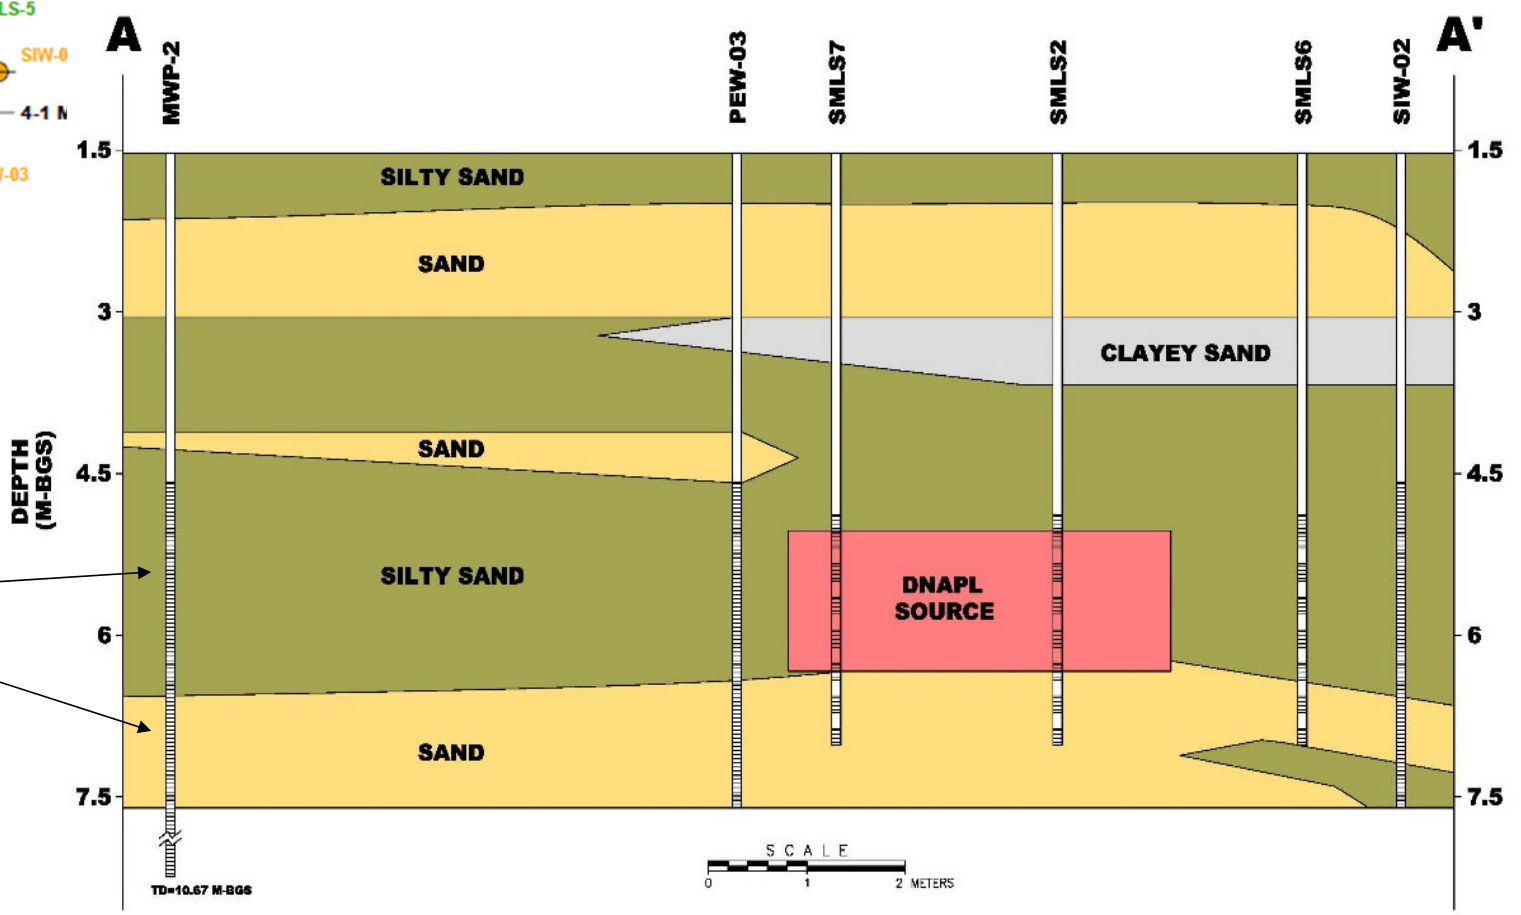 LS-5
SIW-0
4-1 M
/-03
A
A'
MWP-2
PEW-03
SMLS7
SMLS2
SMLS6
SIW-02
1.5
1.5
SILTY SAND
SAND
3
3
CLAYEY SAND
SAND
4.5
4.5
DEPTH
(M-BGS)
SILTY SAND
DNAPL
SOURCE
6
6
SAND
7.5
7.5
TD=10.67 M-BGS
SCALE
0 1 2 METERS